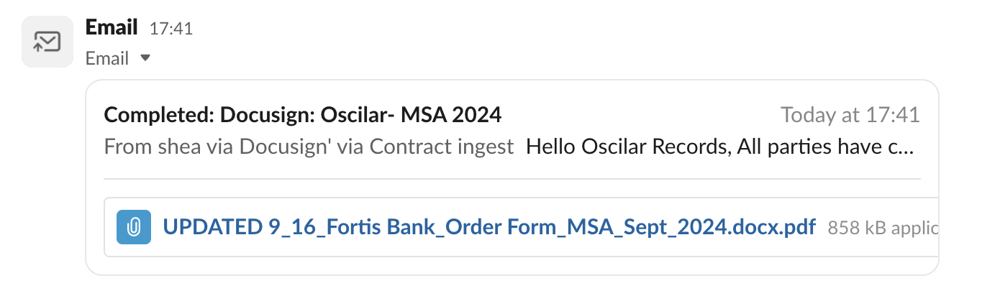 Email 17:41
Email
Completed: Docusign: Oscilar- MSA 2024 Today at 17:41
From shea via Docusign' via Contract ingest Hello Oscilar Records, All parties have c...
UPDATED 9_16_Fortis Bank_Order Form_MSA_Sept_2024.docx.pdf 858 kB applic